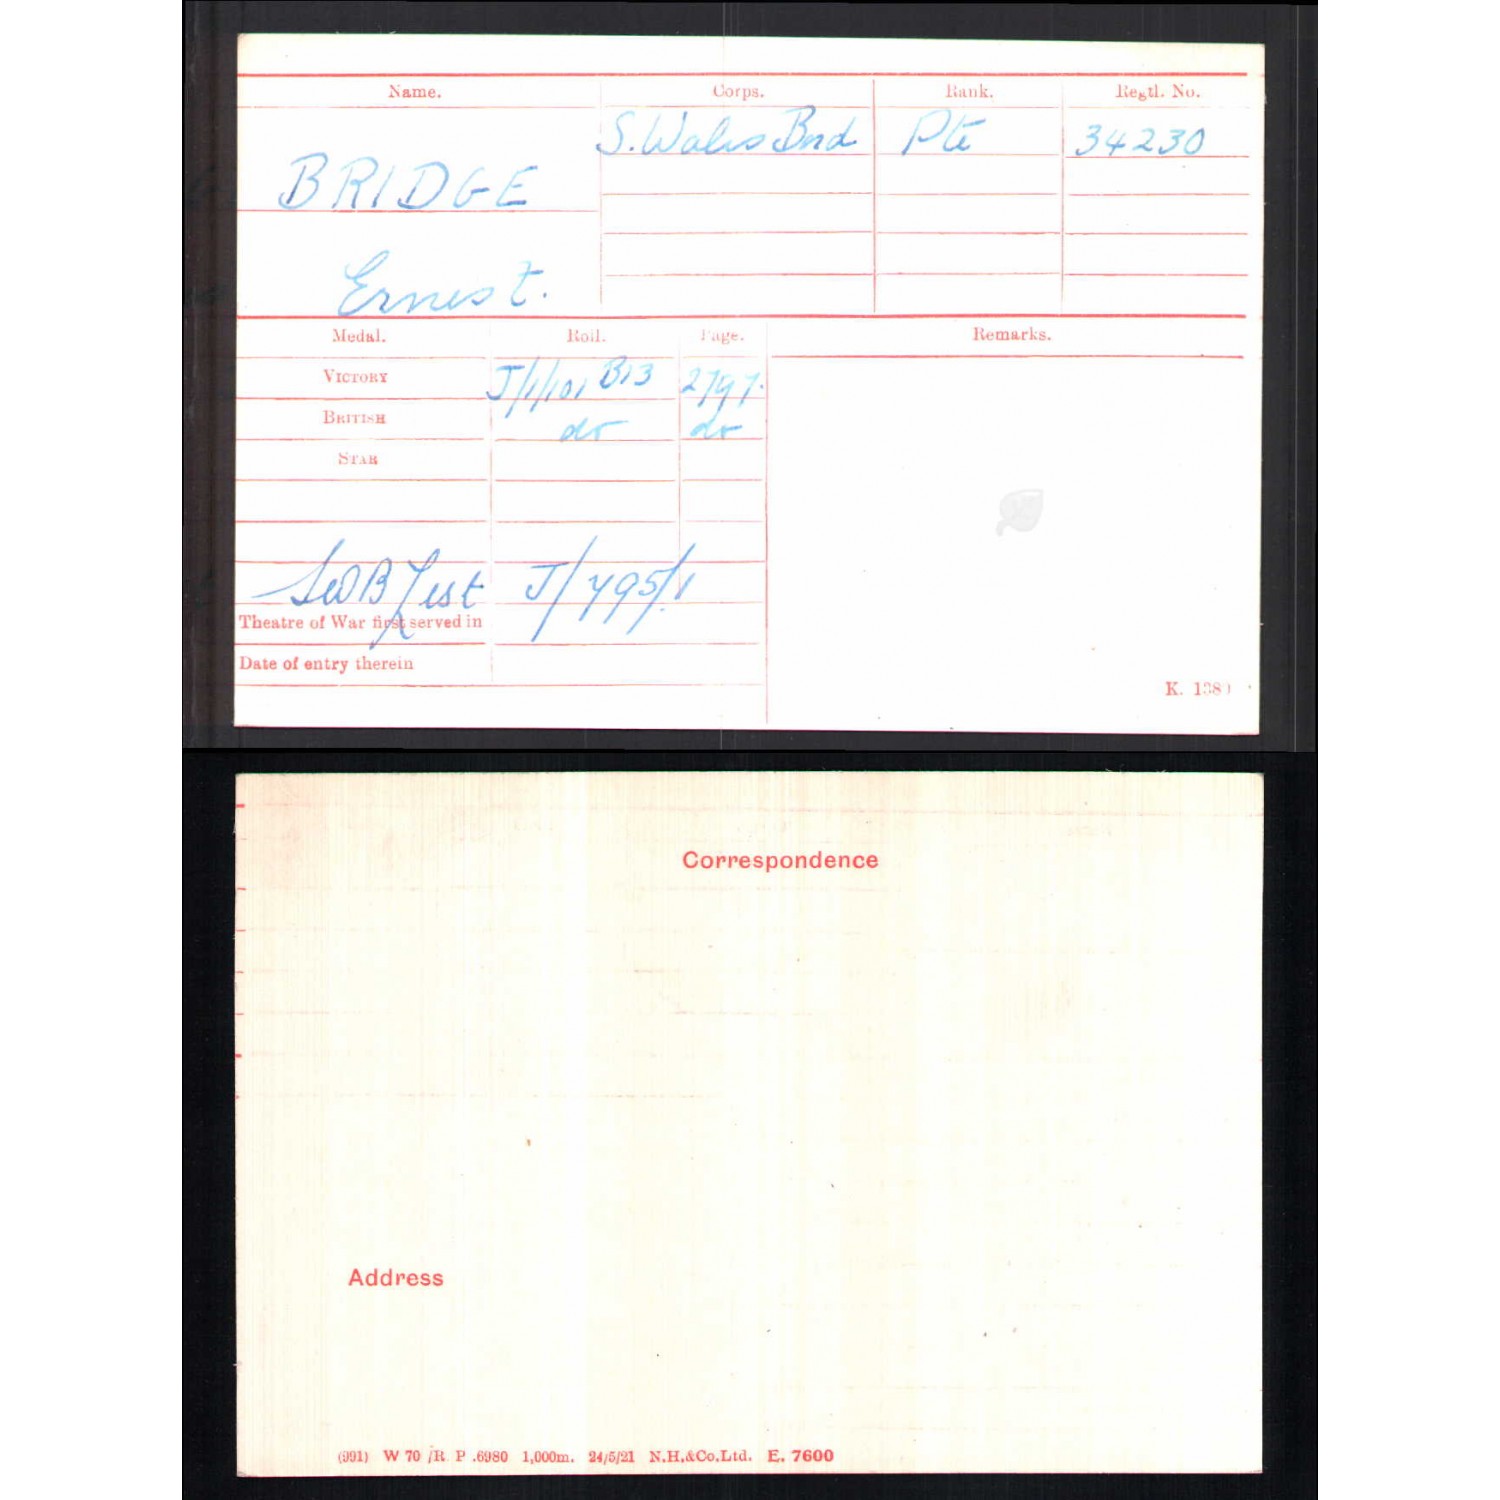 Name. Corps. Rank. Regtl. No.
S. Wales Bord Pte 34230
BRIDGE
Ernest.
Medal. Roll. Page. Remarks.
VICTORY J/1/101 B13 2797.
BRITISH do do
STAR
SWB List J/795/1
Theatre of War first served in
Date of entry therein
K. 1380
Correspondence
Address
(991) W 70 /R P .6980 1,000m. 24/5/21 N.H.&Co.Ltd. E. 7600